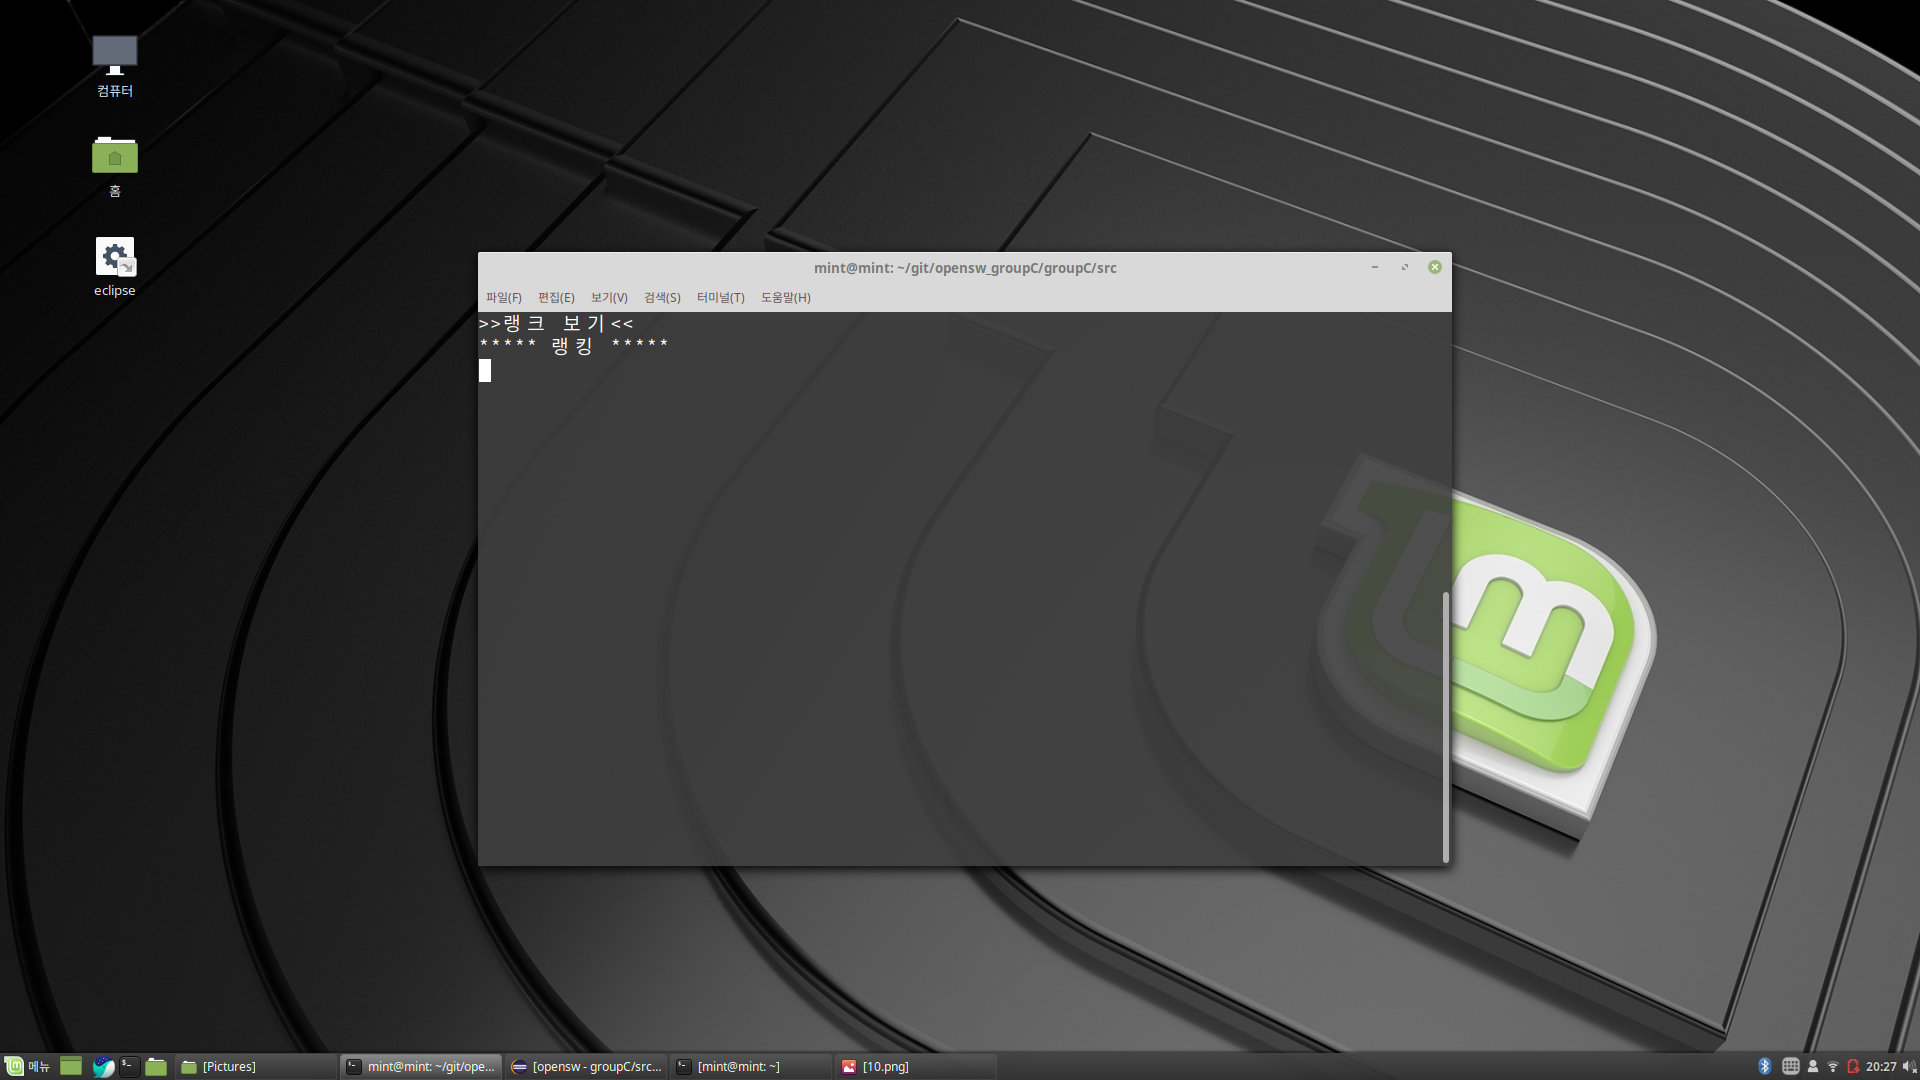 컴퓨터
홈
eclipse
mint@mint: ~/git/opensw_groupC/groupC/src
파일(F) 편집(E) 보기(V) 검색(S) 터미널(T) 도움말(H)
>>랭크 보기<<
***** 랭킹 *****
메뉴 [Pictures] mint@mint: ~/git/ope... [opensw - groupC/src... [mint@mint: ~] [10.png] 20:27